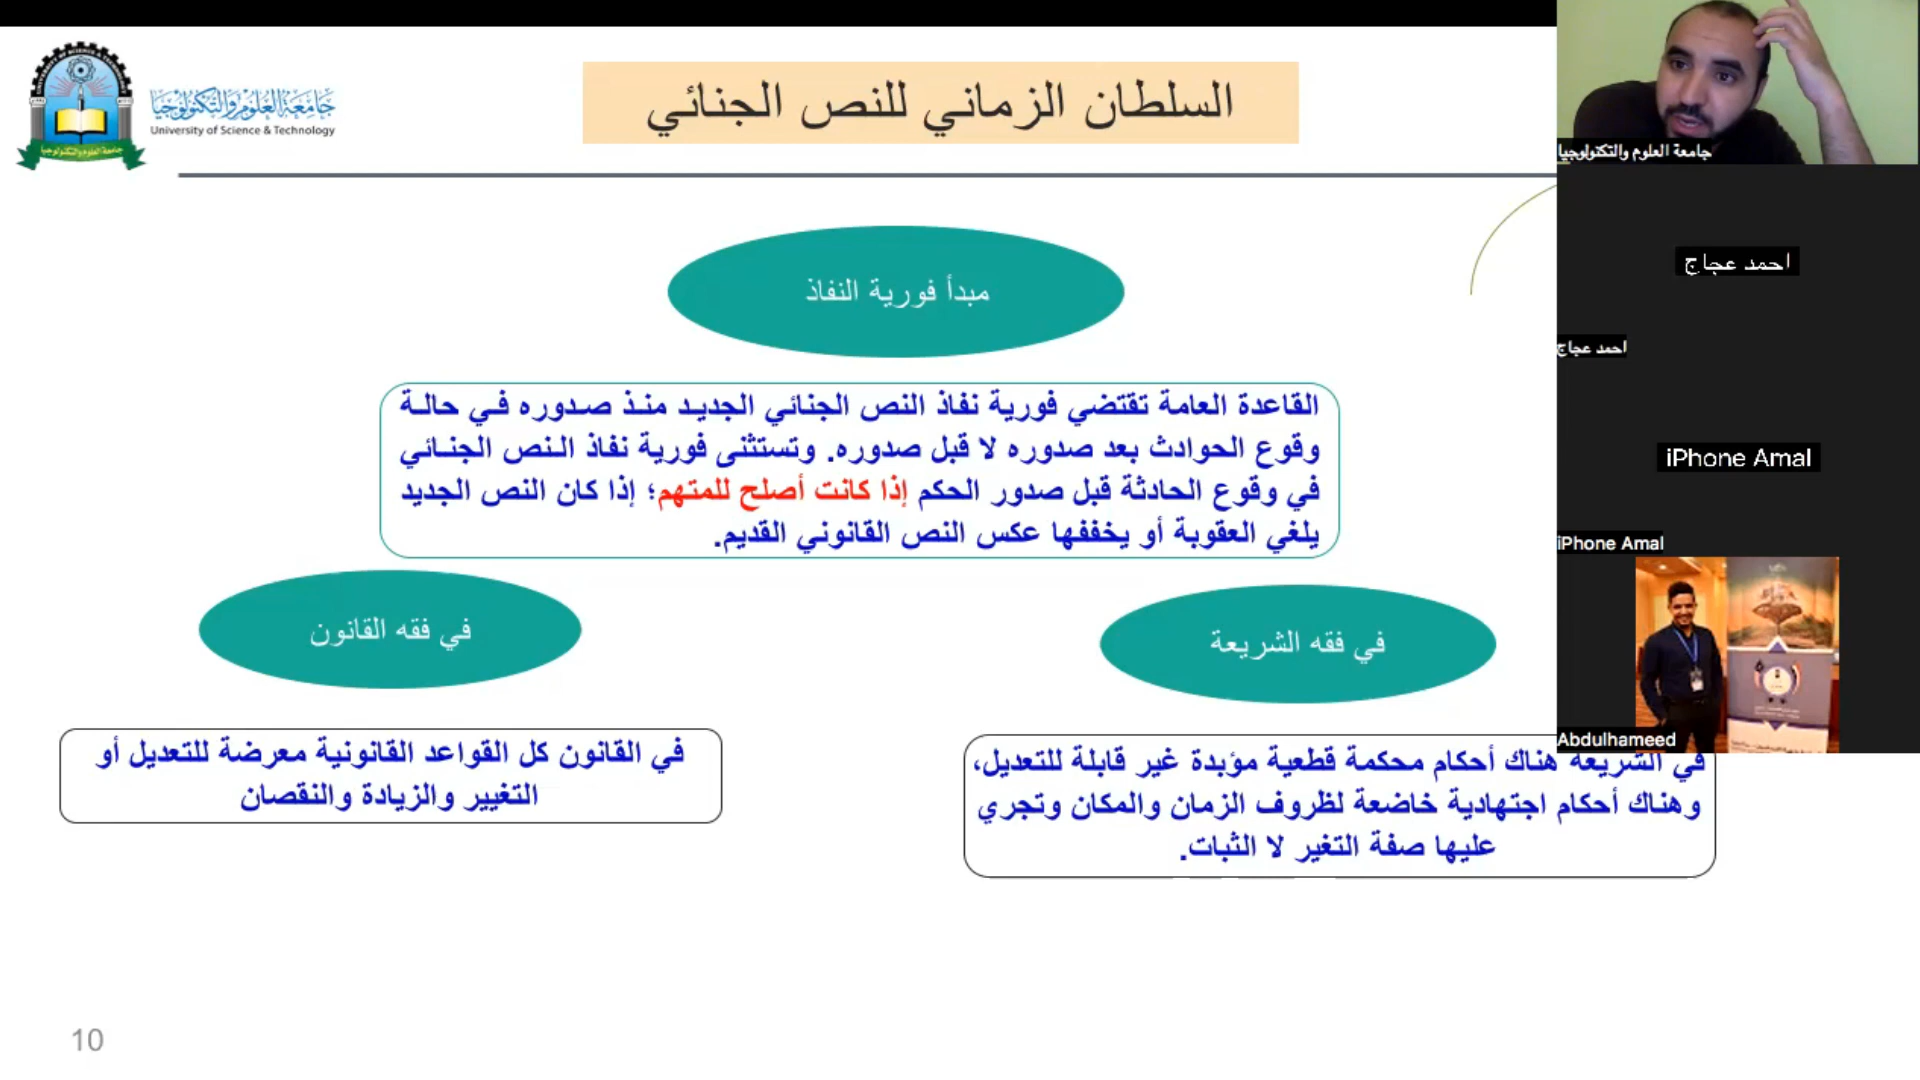 جامعة العلوم والتكنولوجيا
University of Science & Technology
السلطان الزماني للنص الجنائي
مبدأ فورية النفاذ
القاعدة العامة تقتضي فورية نفاذ النص الجنائي الجديد منذ صدوره في حالة
وقوع الحوادث بعد صدوره لا قبل صدوره. وتستثنى فورية نفاذ النص الجنائي
في وقوع الحادثة قبل صدور الحكم إذا كانت أصلح للمتهم؛ إذا كان النص الجديد
يلغي العقوبة أو يخففها عكس النص القانوني القديم.
في فقه الشريعة
في الشريعة هناك أحكام محكمة قطعية مؤبدة غير قابلة للتعديل،
وهناك أحكام اجتهادية خاضعة لظروف الزمان والمكان وتجري
عليها صفة التغير لا الثبات.
في فقه القانون
في القانون كل القواعد القانونية معرضة للتعديل أو
التغيير والزيادة والنقصان
10
جامعة العلوم والتكنولوجيا
احمد عجاج
احمد عجاج
iPhone Amal
iPhone Amal
Abdulhameed